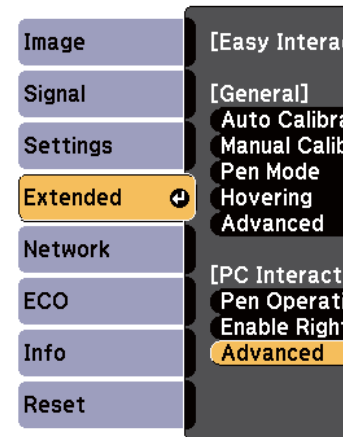 Image
Signal
Settings
Extended
Network
ECO
Info
Reset
[Easy Interac
[General]
Auto Calibra
Manual Calib
Pen Mode
Hovering
Advanced
[PC Interact
Pen Operati
Enable Right
Advanced